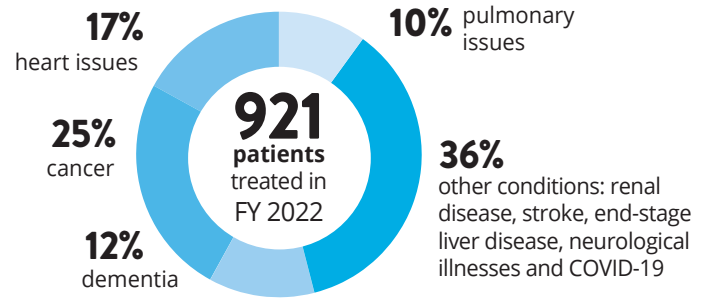 17%
heart issues
10% pulmonary
issues
25%
cancer
921
patients
treated in
FY 2022
36%
other conditions: renal
disease, stroke, end-stage
liver disease, neurological
illnesses and COVID-19
12%
dementia